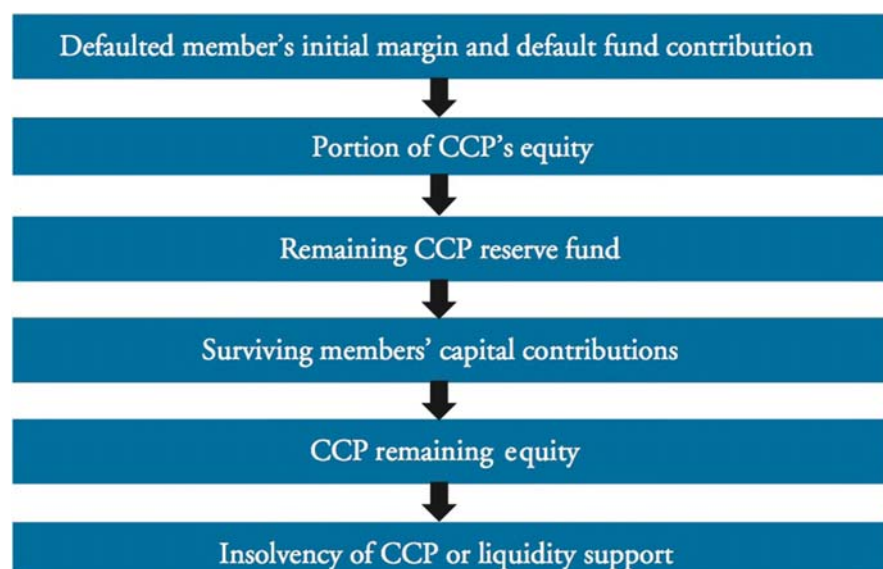 Defaulted member’s initial margin and default fund contribution
Portion of CCP’s equity
Remaining CCP reserve fund
Surviving members’ capital contributions
CCP remaining equity
Insolvency of CCP or liquidity support